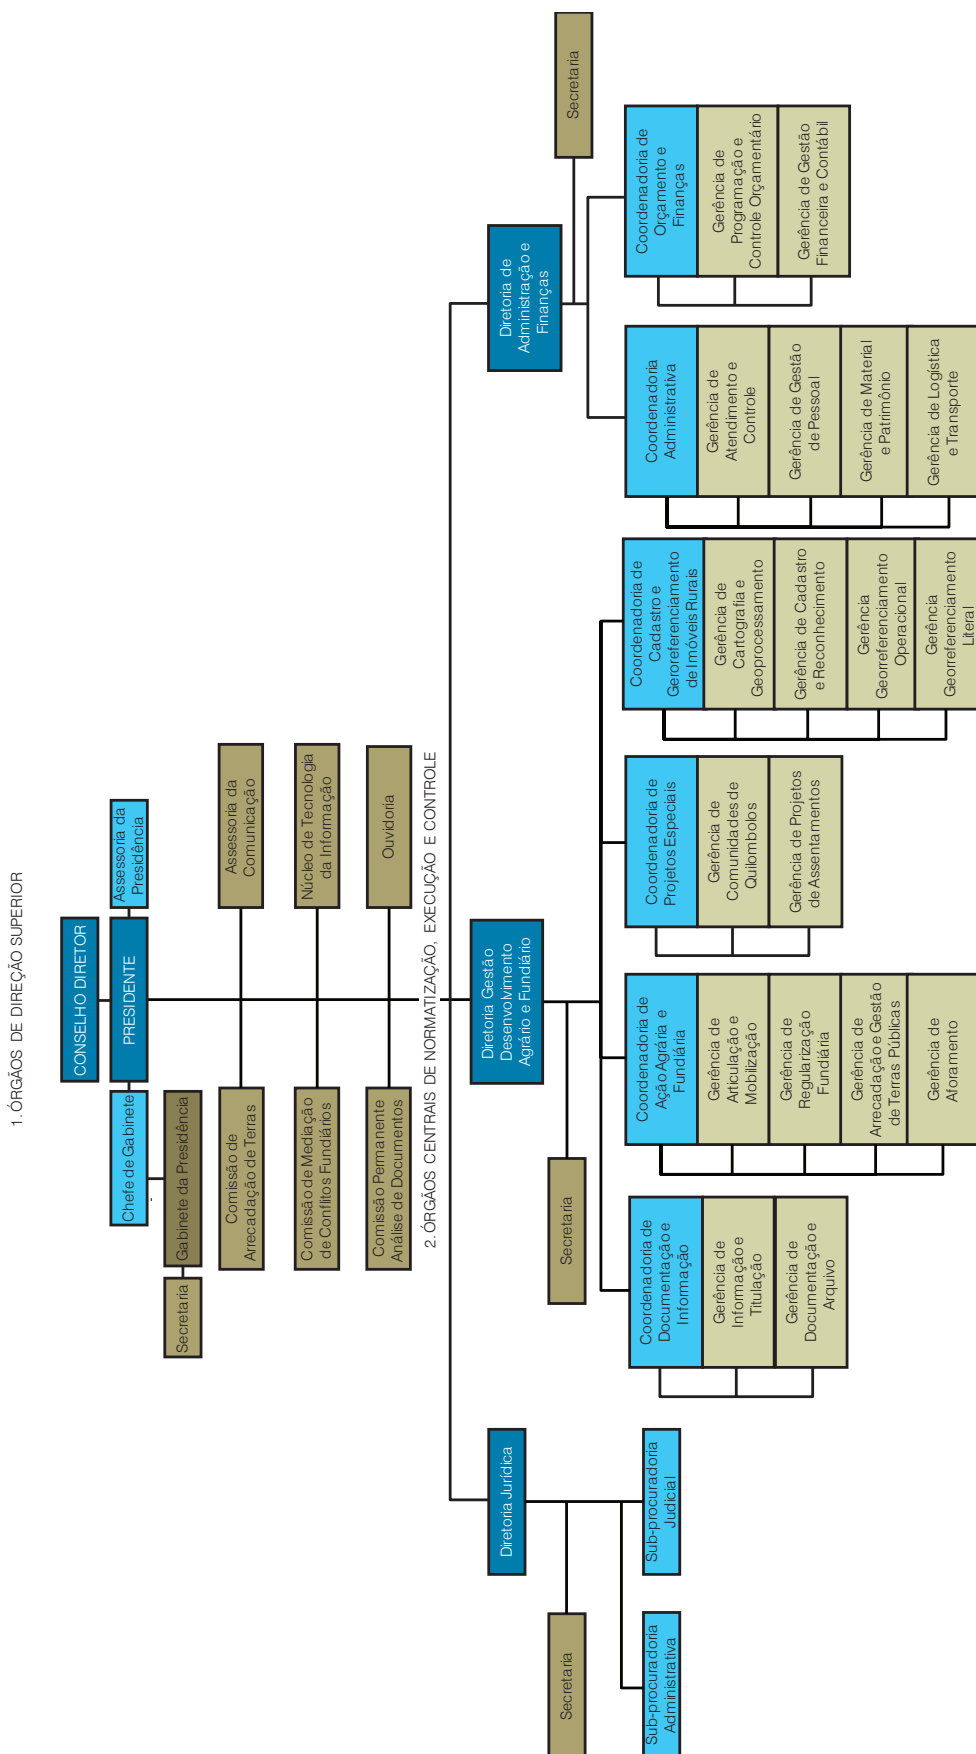 1. ÓRGÃOS DE DIREÇÃO SUPERIOR
CONSELHO DIRETOR
PRESIDENTE
Assessoria da
Presidência
Chefe de Gabinete
Gabinete da Presidência
Secretaria
Comissão de
Arrecadação de Terras
Assessoria da
Comunicação
Comissão de Mediação
de Conflitos Fundiários
Núcleo de Tecnologia
da Informação
Comissão Permanente
Análise de Documentos
Ouvidoria
2. ÓRGÃOS CENTRAIS DE NORMATIZAÇÃO, EXECUÇÃO E CONTROLE
Diretoria Jurídica
Secretaria
Sub-procuradoria
Administrativa
Sub-procuradoria
Judicial
Diretoria Gestão
Desenvolvimento
Agrário e Fundiário
Secretaria
Coordenadoria de
Documentação e
Informação
Gerência de
Informação e
Titulação
Gerência de
Documentação e
Arquivo
Coordenadoria de
Ação Agrária e
Fundiária
Gerência de
Articulação e
Mobilização
Gerência de
Regularização
Fundiária
Gerência de
Arrecadação e Gestão
de Terras Públicas
Gerência de
Aforamento
Coordenadoria de
Projetos Especiais
Gerência de
Comunidades de
Quilombolos
Gerência de Projetos
de Assentamentos
Coordenadoria de
Cadastro e
Geroreferenciamento
de Imóveis Rurais
Gerência de
Cartografia e
Geoprocessamento
Gerência de Cadastro
e Reconhecimento
Gerência
Georreferenciamento
Operacional
Gerência
Georreferenciamento
Literal
Diretoria de
Administração e
Finanças
Secretaria
Coordenadoria
Administrativa
Gerência de
Atendimento e
Controle
Gerência de Gestão
de Pessoal
Gerência de Material
e Patrimônio
Gerência de Logística
e Transporte
Coordenadoria de
Orçamento e
Finanças
Gerência de
Programação e
Controle Orçamentário
Gerência de Gestão
Financeira e Contábil